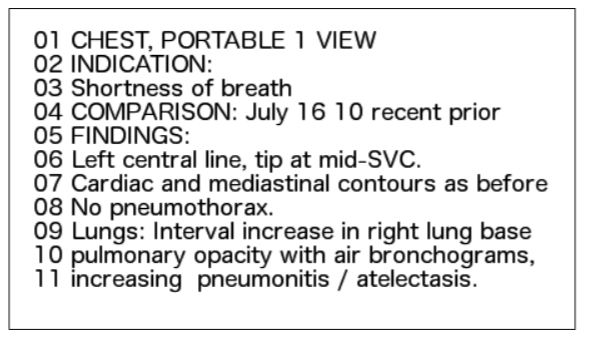 01 CHEST, PORTABLE 1 VIEW
02 INDICATION:
03 Shortness of breath
04 COMPARISON: July 16 10 recent prior
05 FINDINGS:
06 Left central line, tip at mid-SVC.
07 Cardiac and mediastinal contours as before
08 No pneumothorax.
09 Lungs: Interval increase in right lung base
10 pulmonary opacity with air bronchograms,
11 increasing  pneumonitis / atelectasis.